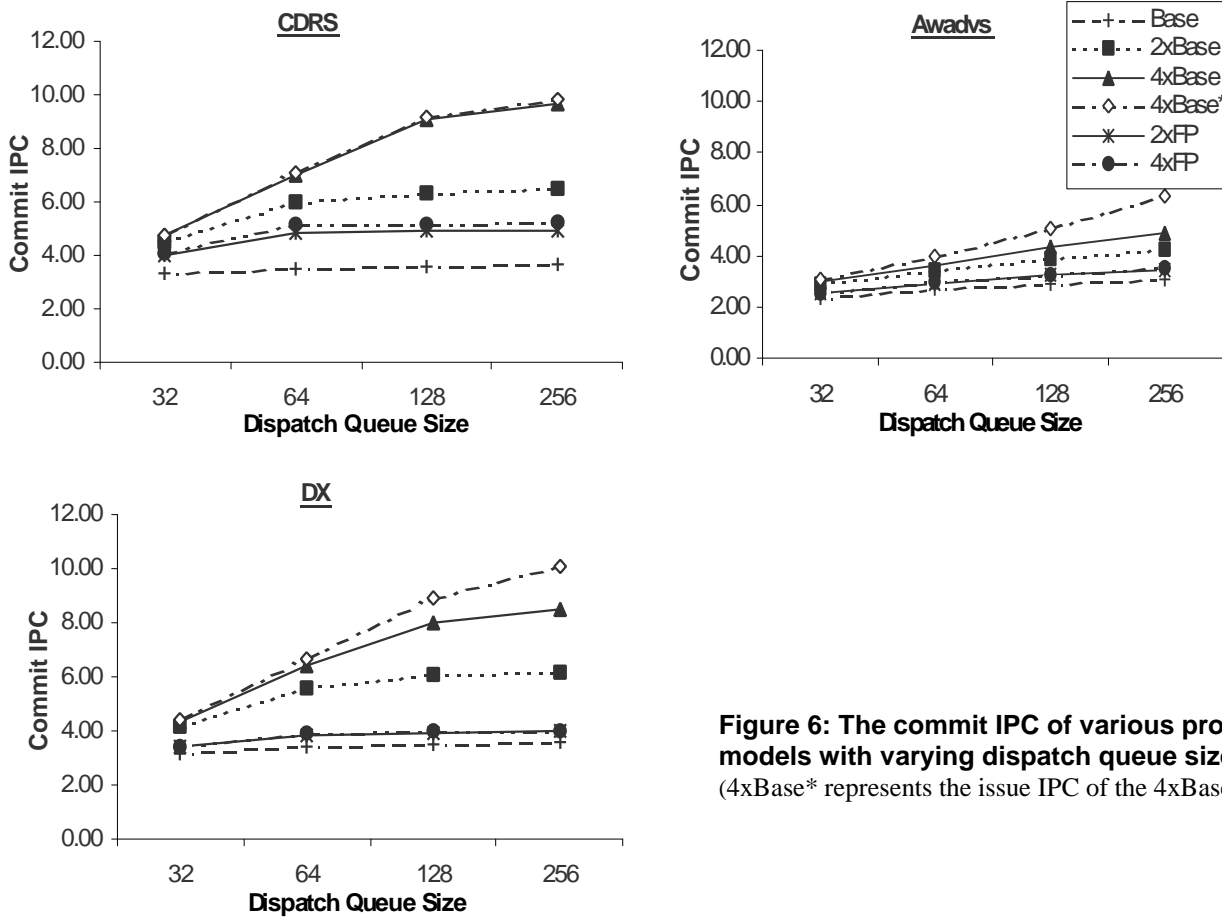 CDRS
12.00
10.00
8.00
6.00
4.00
2.00
0.00
Commit IPC
32 64 128 256
Dispatch Queue Size
Awadvs
12.00
10.00
8.00
6.00
4.00
2.00
0.00
Commit IPC
32 64 128 256
Dispatch Queue Size
Base
2xBase
4xBase
4xBase*
2xFP
4xFP
DX
12.00
10.00
8.00
6.00
4.00
2.00
0.00
Commit IPC
32 64 128 256
Dispatch Queue Size
Figure 6: The commit IPC of various pro
models with varying dispatch queue size
(4xBase* represents the issue IPC of the 4xBase